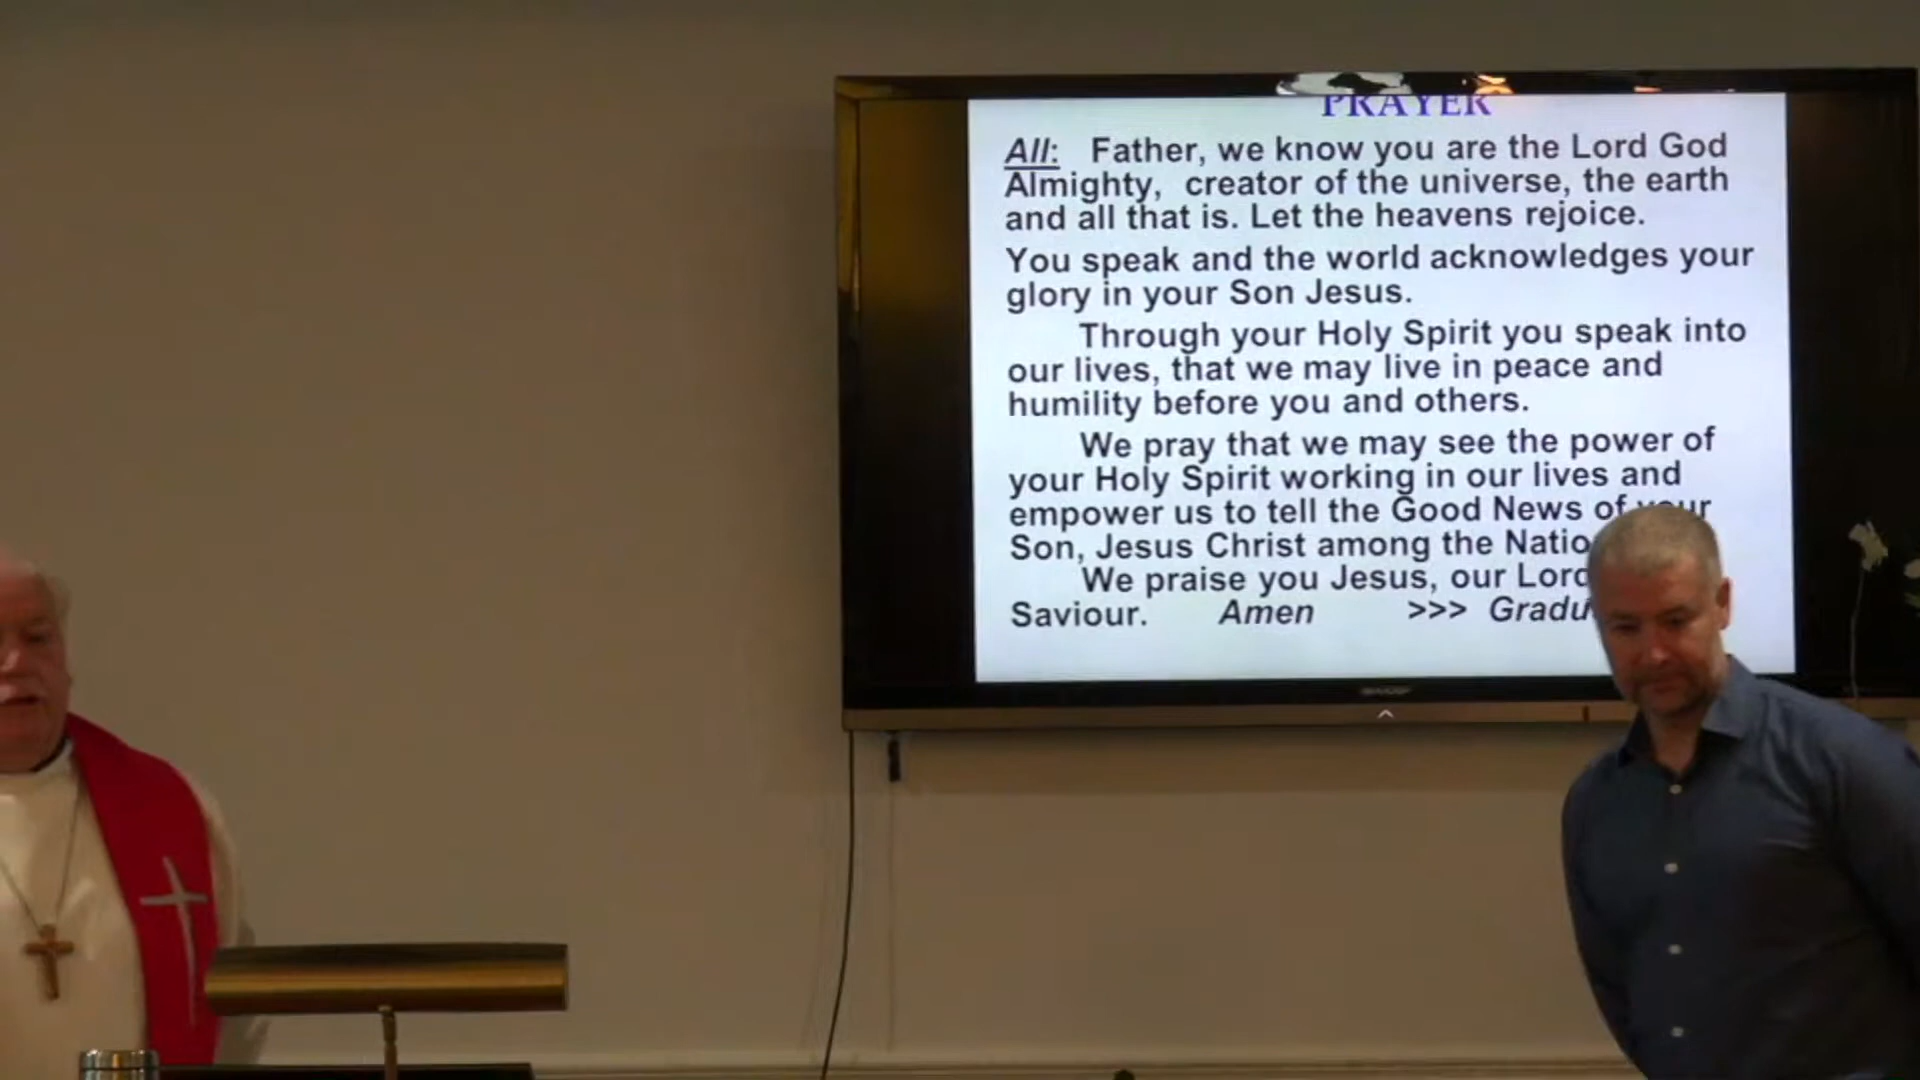 PRAYER
All: Father, we know you are the Lord God
Almighty, creator of the universe, the earth
and all that is. Let the heavens rejoice.
You speak and the world acknowledges your
glory in your Son Jesus.
Through your Holy Spirit you speak into
our lives, that we may live in peace and
humility before you and others.
We pray that we may see the power of
your Holy Spirit working in our lives and
empower us to tell the Good News of your
Son, Jesus Christ among the
We praise you Jesus, our
Saviour. Amen >>>